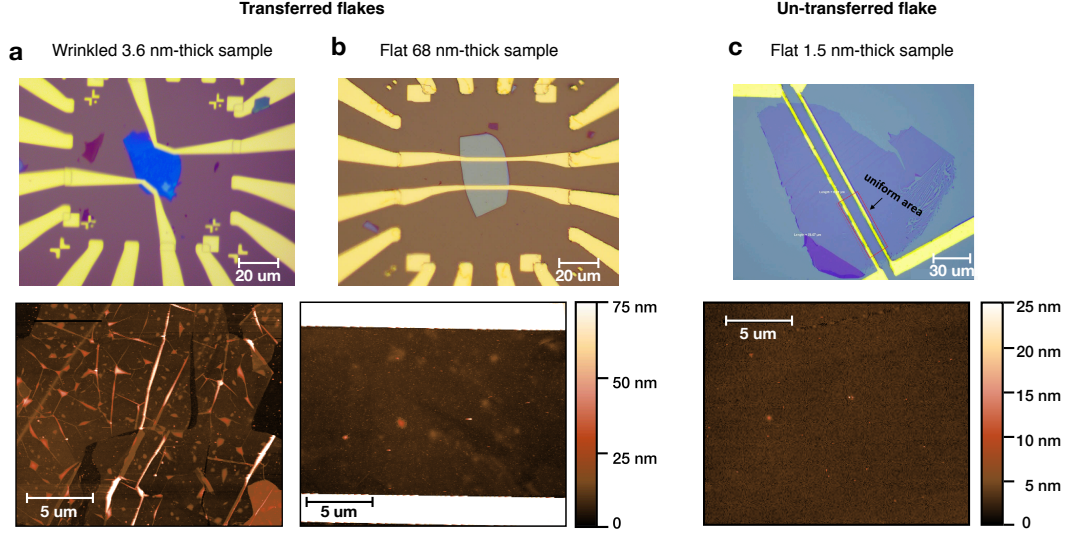 Transferred flakes
Un-transferred flake
a
Wrinkled 3.6 nm-thick sample
b
Flat 68 nm-thick sample
c
Flat 1.5 nm-thick sample
20 um
20 um
uniform area
30 um
5 um
5 um
75 nm
50 nm
25 nm
0
5 um
25 nm
20 nm
15 nm
10 nm
5 nm
0